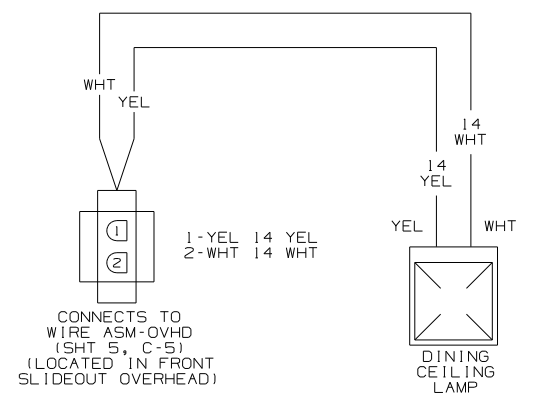 WHT
YEL
14
WHT
14
YEL
YEL
WHT
1
2
1-YEL 14 YEL
2-WHT 14 WHT
CONNECTS TO
WIRE ASM-OVHD
(SHT 5, C-5)
(LOCATED IN FRONT
SLIDEOUT OVERHEAD)
DINING
CEILING
LAMP